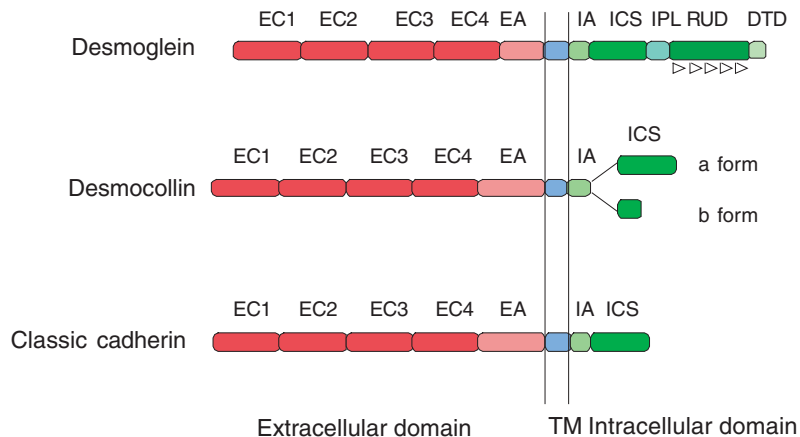 EC1 EC2 EC3 EC4 EA IA ICS IPL RUD DTD
Desmoglein
ICS
EC1 EC2 EC3 EC4 EA IA
a form
Desmocollin
b form
EC1 EC2 EC3 EC4 EA IA ICS
Classic cadherin
Extracellular domain TM Intracellular domain